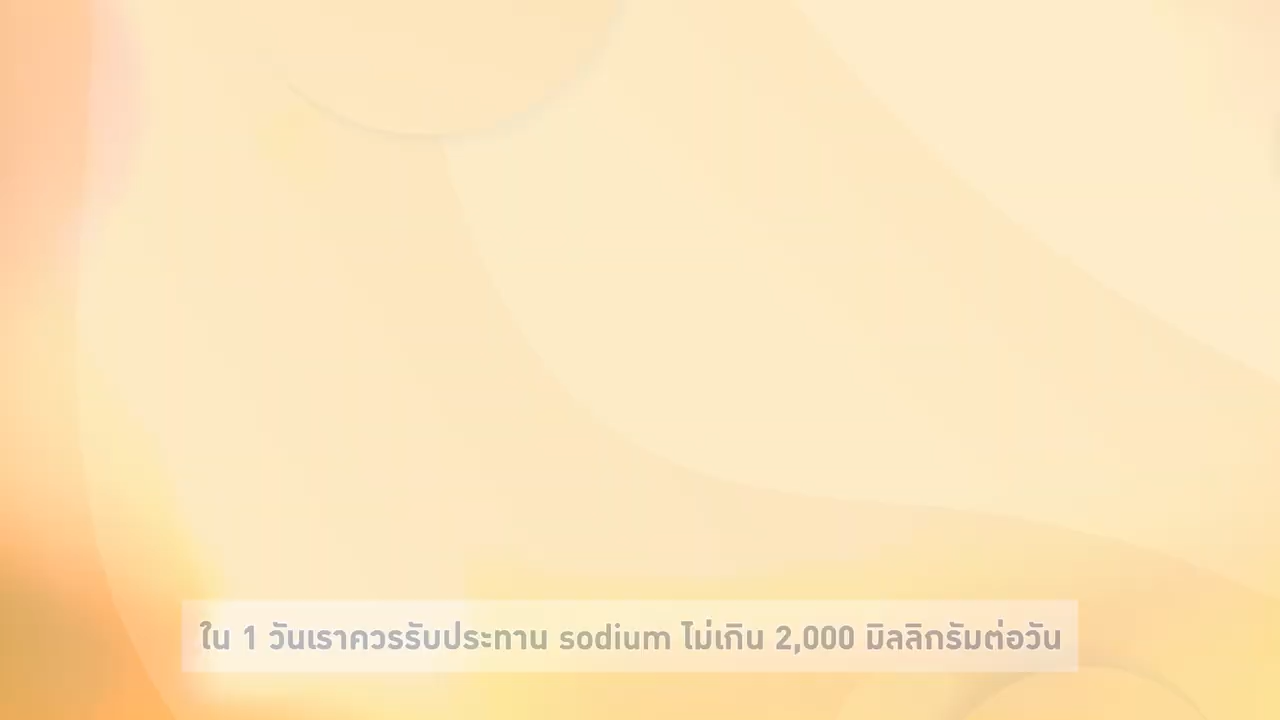 ใน 1 วันเราควรรับประทาน sodium ไม่เกิน 2,000 มิลลิกรัมต่อวัน